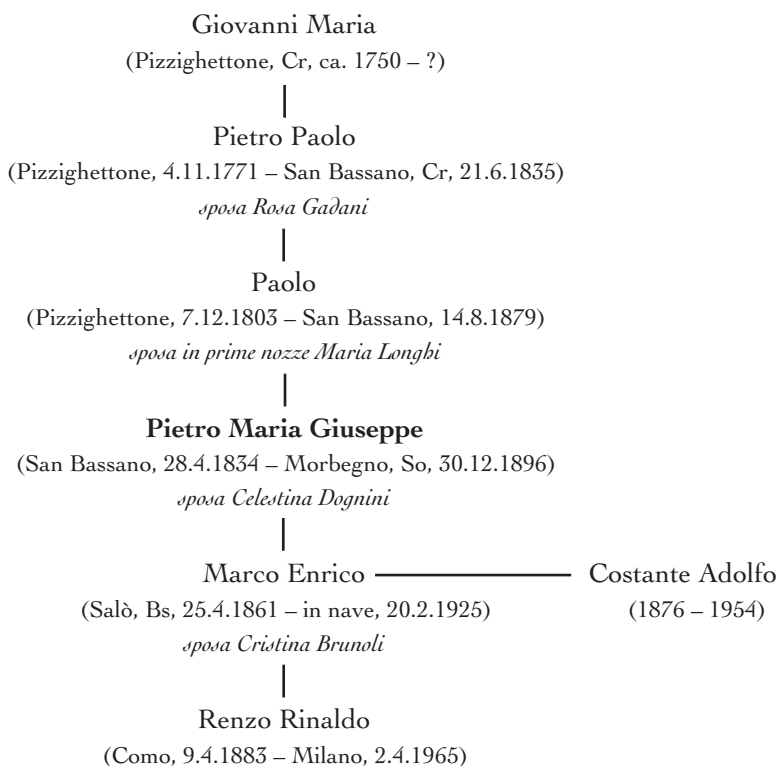 Giovanni Maria
(Pizzighettone, Cr, ca. 1750 – ?)
Pietro Paolo
(Pizzighettone, 4.11.1771 – San Bassano, Cr, 21.6.1835)
sposa Rosa Gadani
Paolo
(Pizzighettone, 7.12.1803 – San Bassano, 14.8.1879)
sposa in prime nozze Maria Longhi
Pietro Maria Giuseppe
(San Bassano, 28.4.1834 – Morbegno, So, 30.12.1896)
sposa Celestina Dognini
Marco Enrico Costante Adolfo
(Salò, Bs, 25.4.1861 – in nave, 20.2.1925) (1876 – 1954)
sposa Cristina Brunoli
Renzo Rinaldo
(Como, 9.4.1883 – Milano, 2.4.1965)